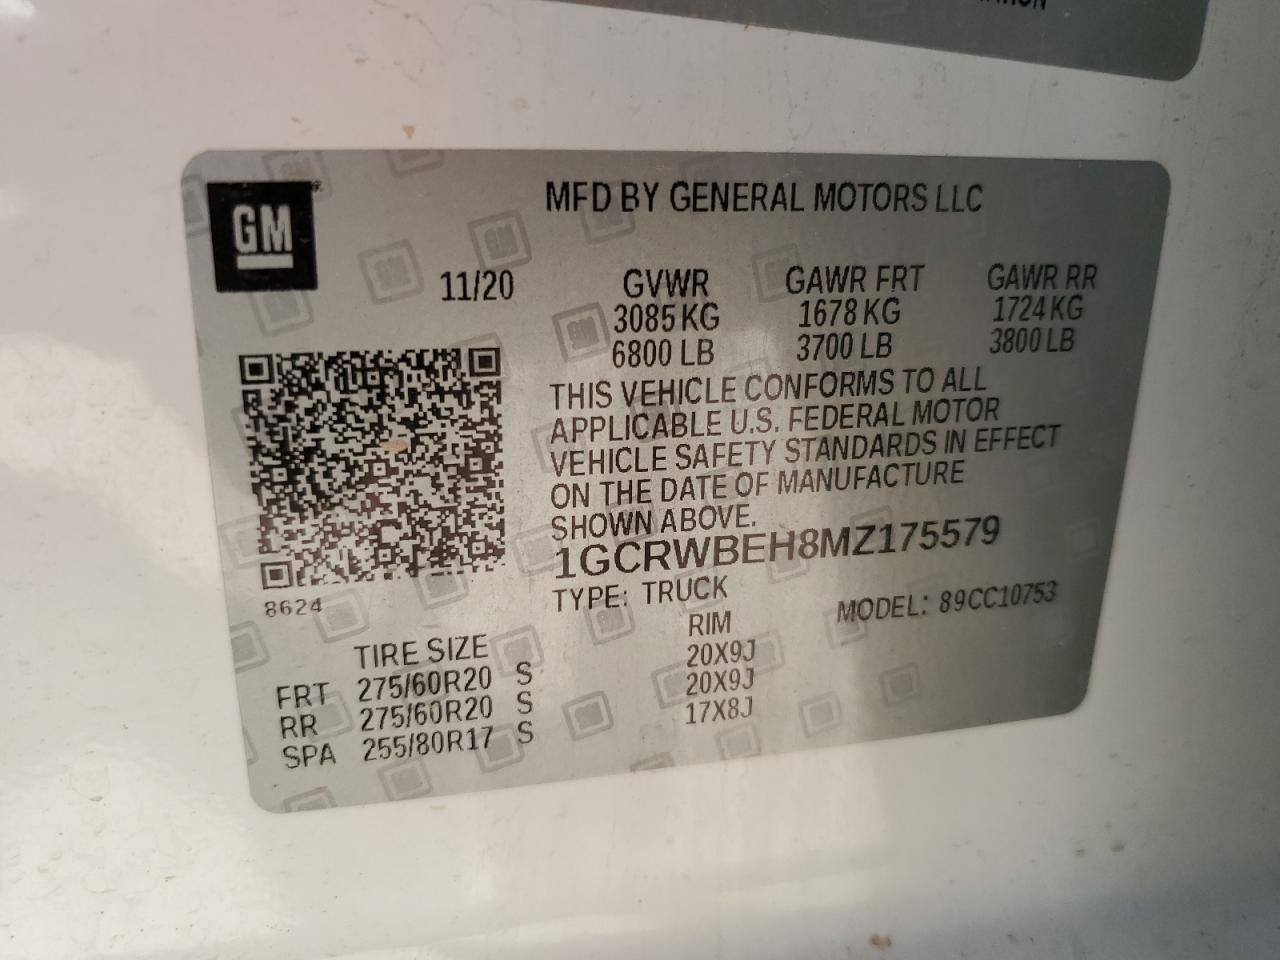 GM
MFD BY GENERAL MOTORS LLC
11/20
GVWR GAWR FRT GAWR RR
3085 KG 1678 KG 1724 KG
6800 LB 3700 LB 3800 LB
THIS VEHICLE CONFORMS TO ALL
APPLICABLE U.S. FEDERAL MOTOR
VEHICLE SAFETY STANDARDS IN EFFECT
ON THE DATE OF MANUFACTURE
SHOWN ABOVE.
1GCRWBEH8MZ175579
TYPE: TRUCK MODEL: 89CC10753
8624
TIRE SIZE RIM
FRT 275/60R20 S 20X9J
RR 275/60R20 S 20X9J
SPA 255/80R17 S 17X8J